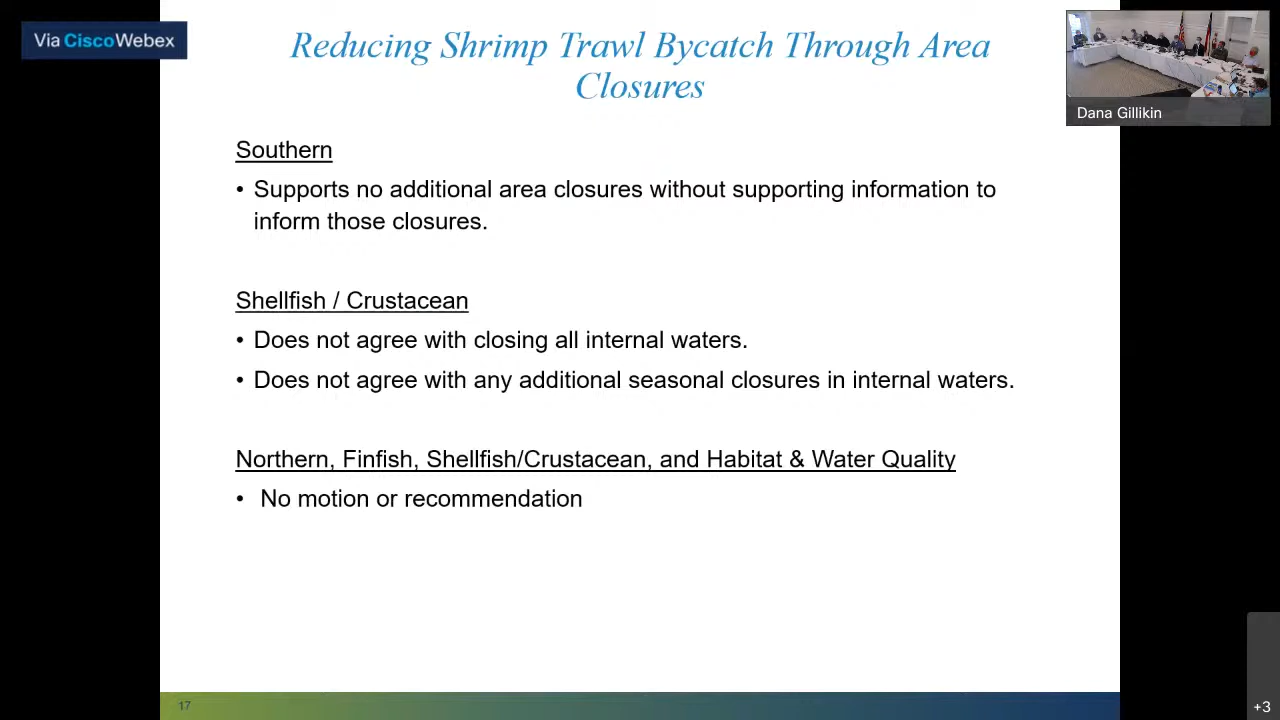 Via CiscoWebex
Reducing Shrimp Trawl Bycatch Through Area
Closures
Dana Gillikin
Southern
• Supports no additional area closures without supporting information to
inform those closures.
Shellfish / Crustacean
• Does not agree with closing all internal waters.
• Does not agree with any additional seasonal closures in internal waters.
Northern, Finfish, Shellfish/Crustacean, and Habitat & Water Quality
• No motion or recommendation
17
+3